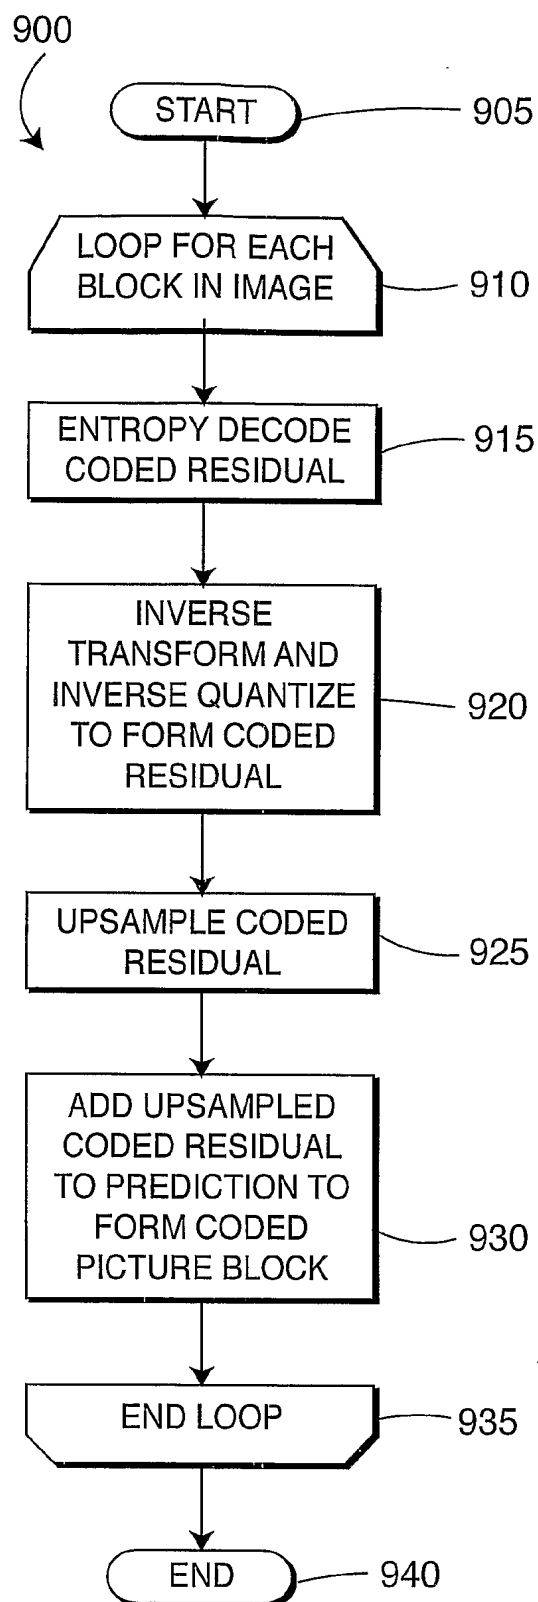 900
START
905
LOOP FOR EACH
BLOCK IN IMAGE
910
ENTROPY DECODE
CODED RESIDUAL
915
INVERSE
TRANSFORM AND
INVERSE QUANTIZE
TO FORM CODED
RESIDUAL
920
UPSAMPLE CODED
RESIDUAL
925
ADD UPSAMPLED
CODED RESIDUAL
TO PREDICTION TO
FORM CODED
PICTURE BLOCK
930
END LOOP
935
END
940